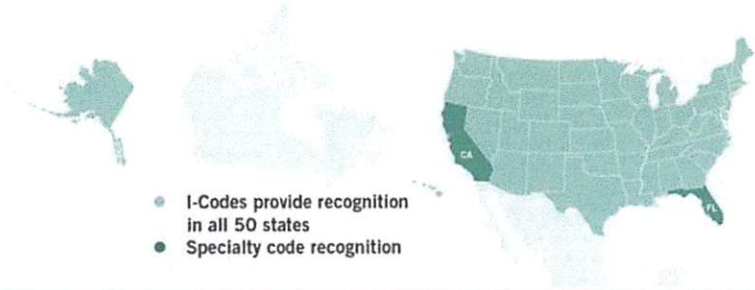 CA
FL
I-Codes provide recognition
in all 50 states
Specialty code recognition